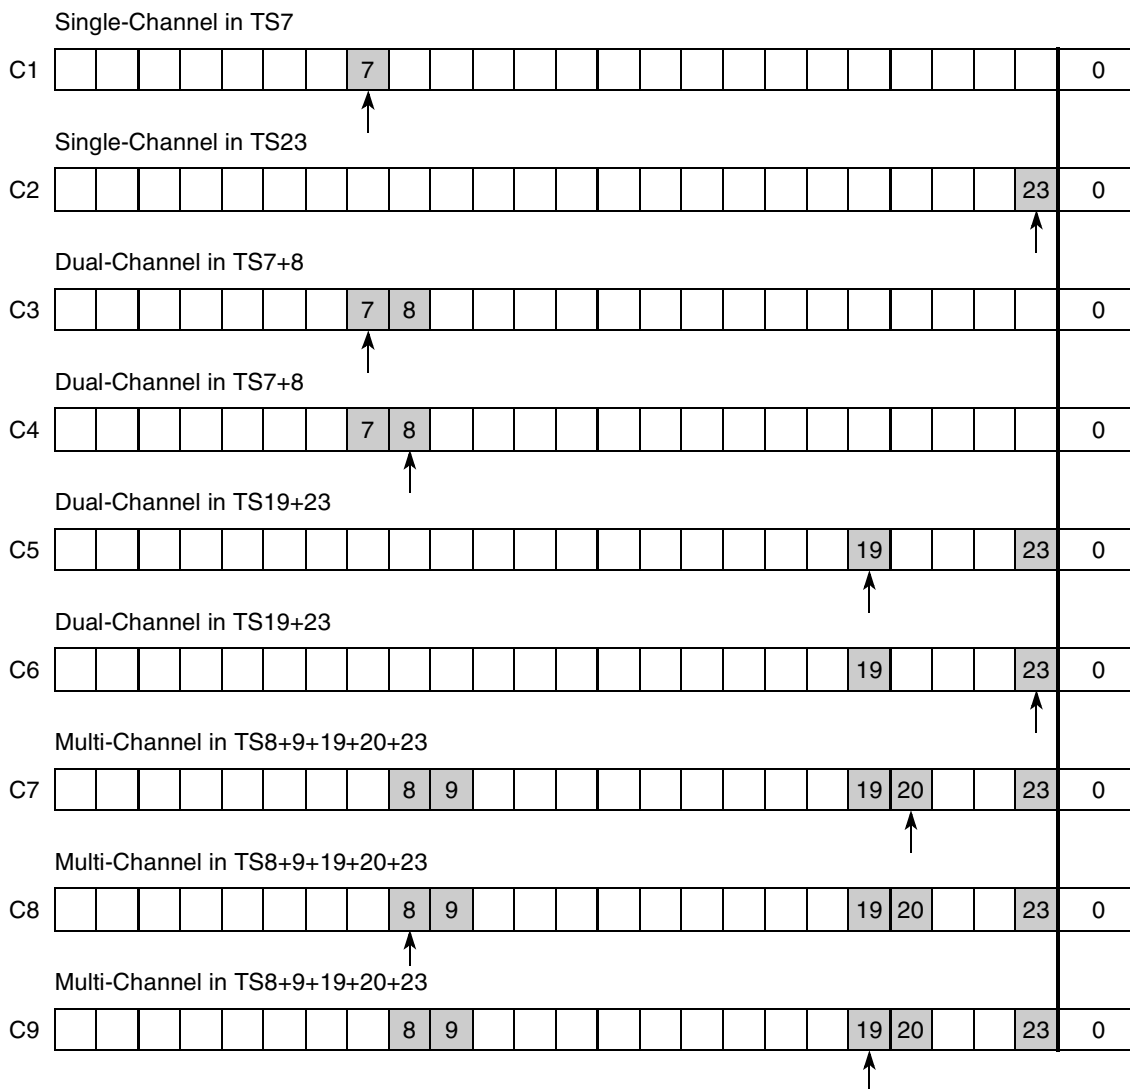 Single-Channel in TS7
C1 7 0
Single-Channel in TS23
C2 23 0
Dual-Channel in TS7+8
C3 7 8 0
Dual-Channel in TS7+8
C4 7 8 0
Dual-Channel in TS19+23
C5 19 23 0
Dual-Channel in TS19+23
C6 19 23 0
Multi-Channel in TS8+9+19+20+23
C7 8 9 19 20 23 0
Multi-Channel in TS8+9+19+20+23
C8 8 9 19 20 23 0
Multi-Channel in TS8+9+19+20+23
C9 8 9 19 20 23 0